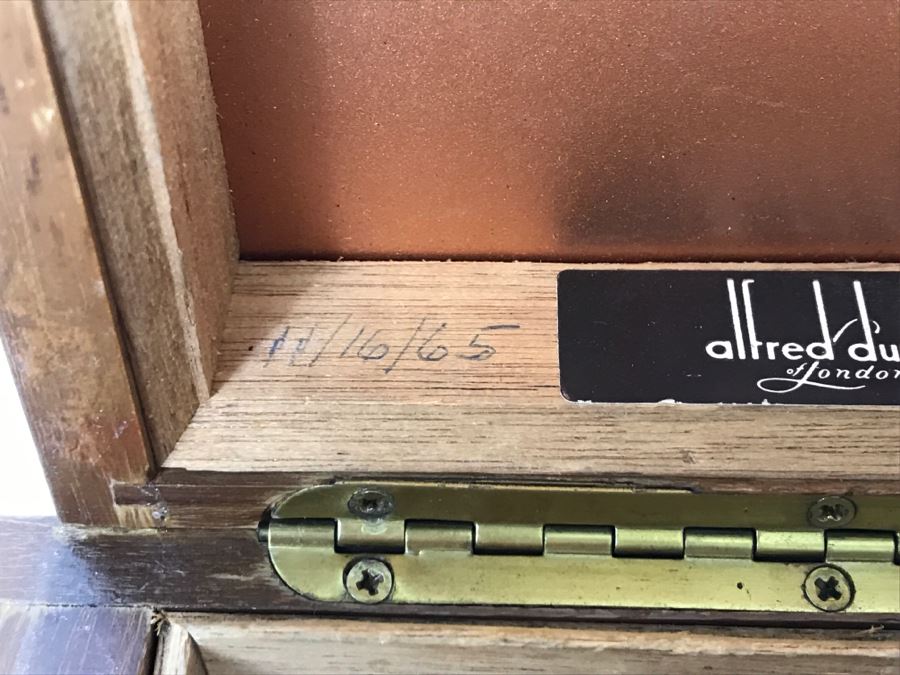 11/16/65
alfred du
of London